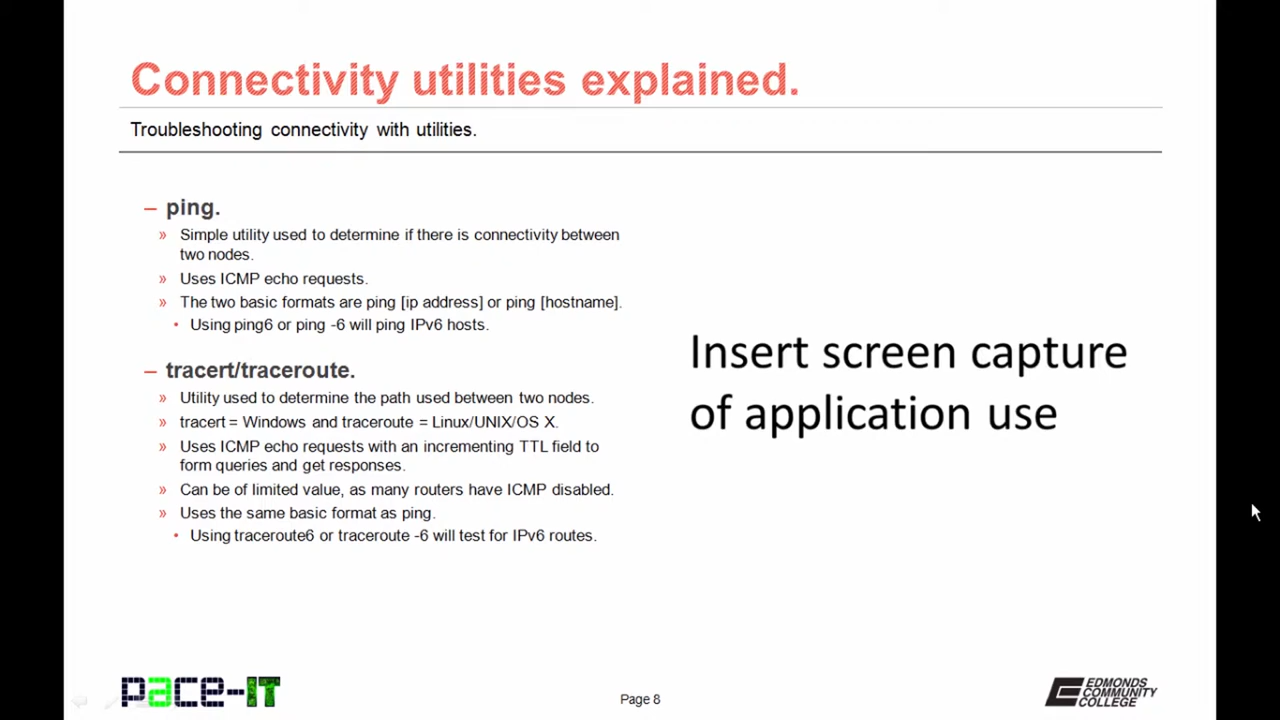 Connectivity utilities explained.
Troubleshooting connectivity with utilities.
– ping.
» Simple utility used to determine if there is connectivity between
two nodes.
» Uses ICMP echo requests.
» The two basic formats are ping [ip address] or ping [hostname].
• Using ping6 or ping -6 will ping IPv6 hosts.
– tracert/traceroute.
» Utility used to determine the path used between two nodes.
» tracert = Windows and traceroute = Linux/UNIX/OS X.
» Uses ICMP echo requests with an incrementing TTL field to
form queries and get responses.
» Can be of limited value, as many routers have ICMP disabled.
» Uses the same basic format as ping.
• Using traceroute6 or traceroute -6 will test for IPv6 routes.
Insert screen capture
of application use
pace-IT
Page 8
EDMONDS
COMMUNITY
COLLEGE